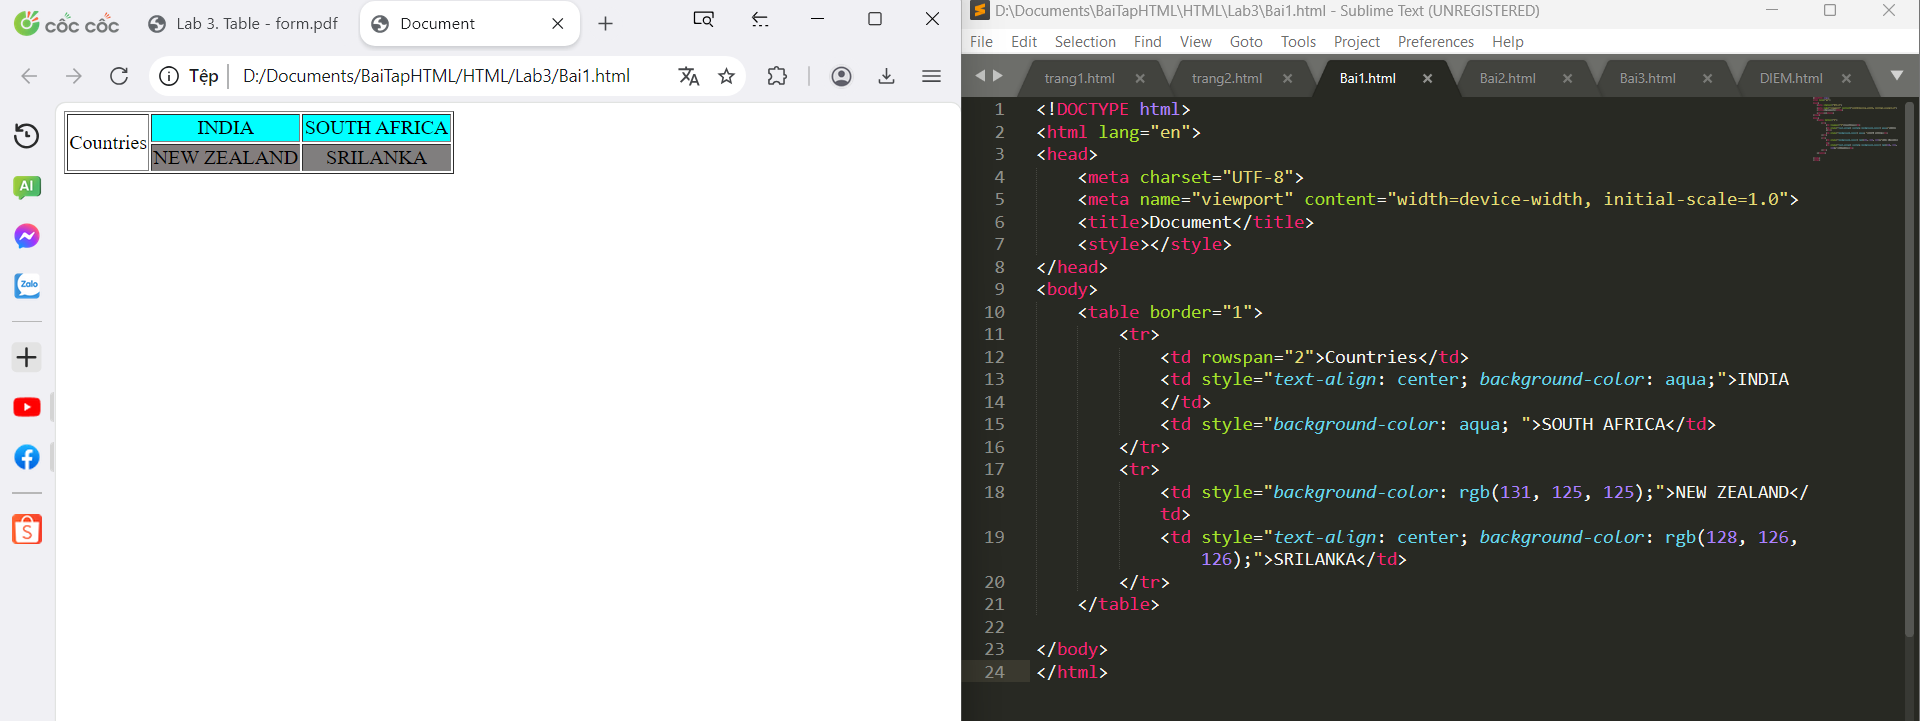 cốc cốc
Lab 3. Table - form.pdf
Document
Tệp
D:/Documents/BaiTapHTML/HTML/Lab3/Bai1.html
AI
Zalo
Countries
INDIA
SOUTH AFRICA
NEW ZEALAND
SRILANKA
D:\Documents\BaiTapHTML\HTML\Lab3\Bai1.html - Sublime Text (UNREGISTERED)
File Edit Selection Find View Goto Tools Project Preferences Help
trang1.html
trang2.html
Bai1.html
Bai2.html
Bai3.html
DIEM.html
1 <!DOCTYPE html>
2 <html lang="en">
3 <head>
4 <meta charset="UTF-8">
5 <meta name="viewport" content="width=device-width, initial-scale=1.0">
6 <title>Document</title>
7 <style></style>
8 </head>
9 <body>
10 <table border="1">
11 <tr>
12 <td rowspan="2">Countries</td>
13 <td style="text-align: center; background-color: aqua;">INDIA
14 </td>
15 <td style="background-color: aqua; ">SOUTH AFRICA</td>
16 </tr>
17 <tr>
18 <td style="background-color: rgb(131, 125, 125);">NEW ZEALAND</
td>
19 <td style="text-align: center; background-color: rgb(128, 126,
126);">SRILANKA</td>
20 </tr>
21 </table>
22
23 </body>
24 </html>